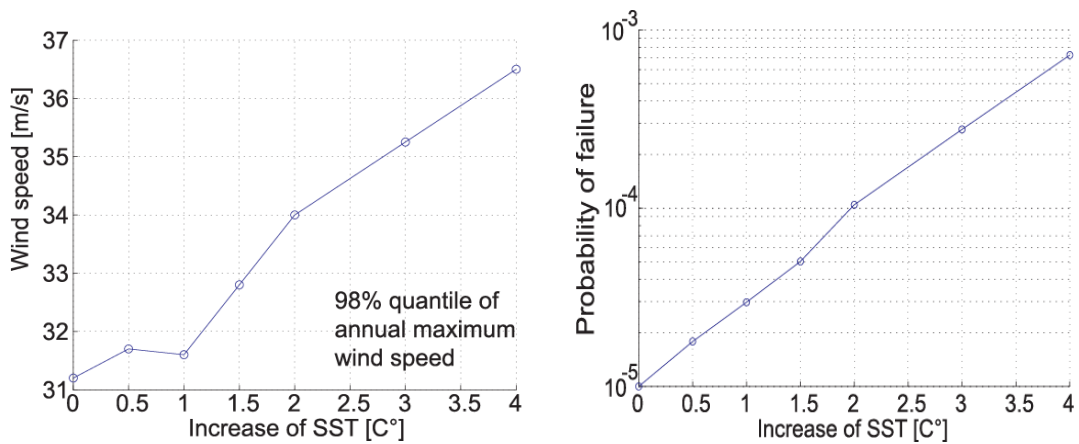 37
36
35
34
33
32
31
Wind speed [m/s]
98% quantile of
annual maximum
wind speed
0 0.5 1 1.5 2 2.5 3 3.5 4
Increase of SST [C°]
10-3
10-4
10-5
Probability of failure
0 0.5 1 1.5 2 2.5 3 3.5 4
Increase of SST [C°]